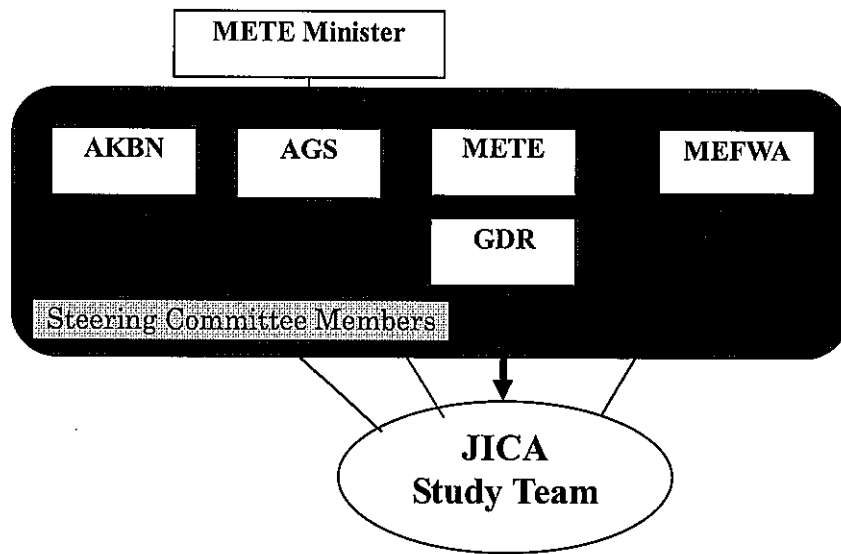 METE Minister
AKBN
AGS
METE
MEFWA
GDR
Steering Committee Members
JICA
Study Team